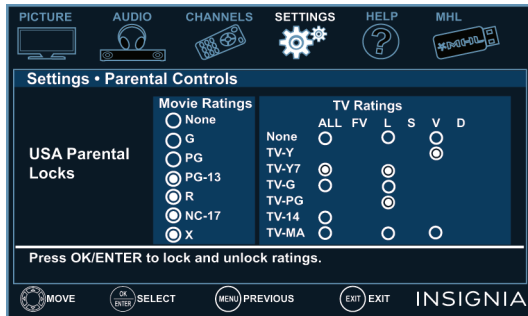 PICTURE AUDIO CHANNELS SETTINGS HELP MHL
MHL
Settings • Parental Controls
Movie Ratings TV Ratings
None
ALL FV L S V D
G
None
USA Parental
Locks
PG
TV-Y
PG-13
TV-Y7
R
TV-G
NC-17
TV-PG
X
TV-14
TV-MA
Press OK/ENTER to lock and unlock ratings.
MOVE OK ENTER SELECT MENU PREVIOUS EXIT EXIT INSIGNIA